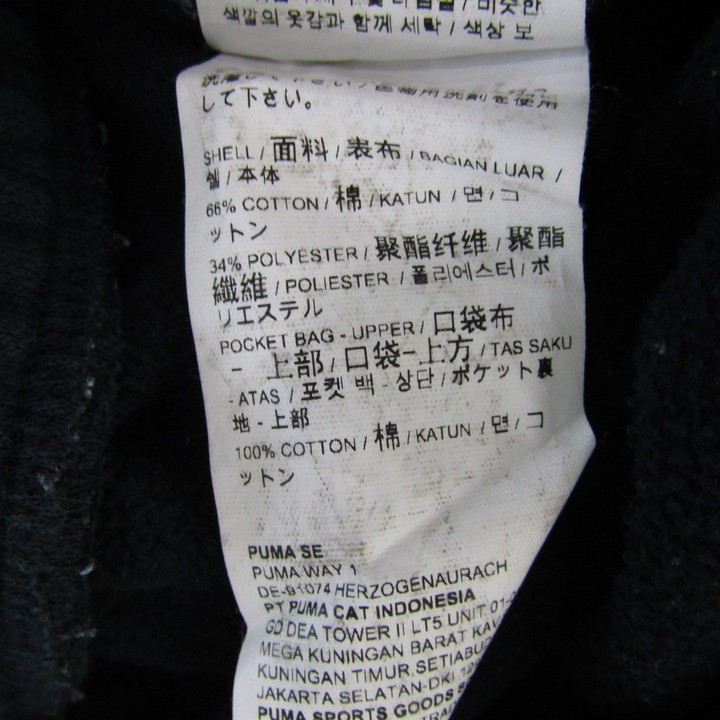 색깔의 옷감과 함께 세탁 / 색상 보
して下さい。
SHELL / 面料 / 表布 / BAGIAN LUAR /
쉘 / 本体
66% COTTON / 棉 / KATUN / 면 / コ
ットン
34% POLYESTER / 聚酯纤维 / 聚酯
纖維 / POLIESTER / 폴리에스터 / ポ
リエステル
POCKET BAG - UPPER / 口袋布
- 上部 / 口袋-上方 / TAS SAKU
- ATAS / 포켓 백 - 상단 / ポケット裏
地 - 上部
100% COTTON / 棉 / KATUN / 면 / コ
ットン
PUMA SE
PUMA WAY 1
DE-91074 HERZOGENAURACH
PT PUMA CAT INDONESIA
GD DEA TOWER II LT5 UNIT 01-
MEGA KUNINGAN BARAT KAV
KUNINGAN TIMUR,SETIABU
JAKARTA SELATAN-DKI
PUMA SPORTS GOODS